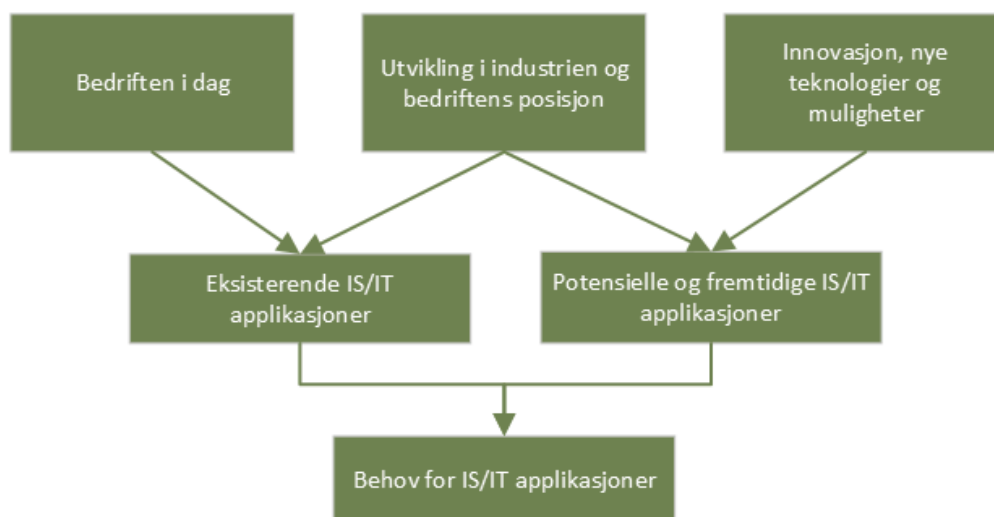 Bedriften i dag
Utvikling i industrien og
bedriftens posisjon
Innovasjon, nye
teknologier og
muligheter
Eksisterende IS/IT
applikasjoner
Potensielle og fremtidige IS/IT
applikasjoner
Behov for IS/IT applikasjoner